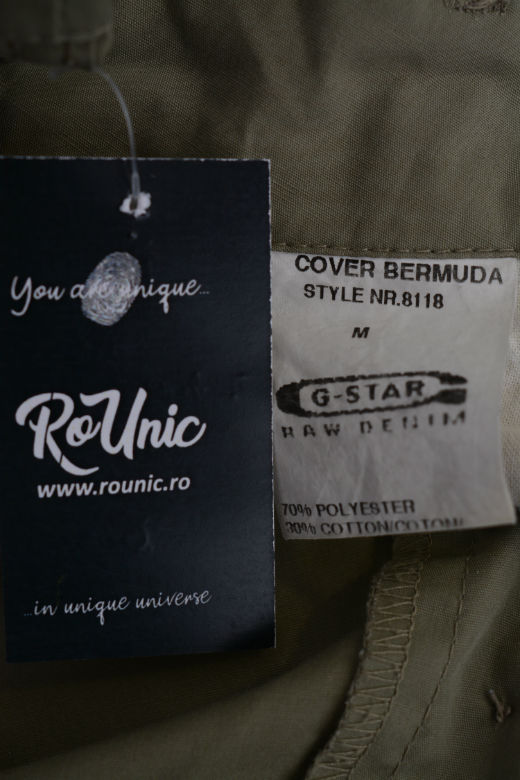 You are unique...
RoUnic
www.rounic.ro
...in unique universe
COVER BERMUDA
STYLE NR.8118
M
G-STAR
RAW DENIM
70% POLYESTER
30% COTTON/COTON/